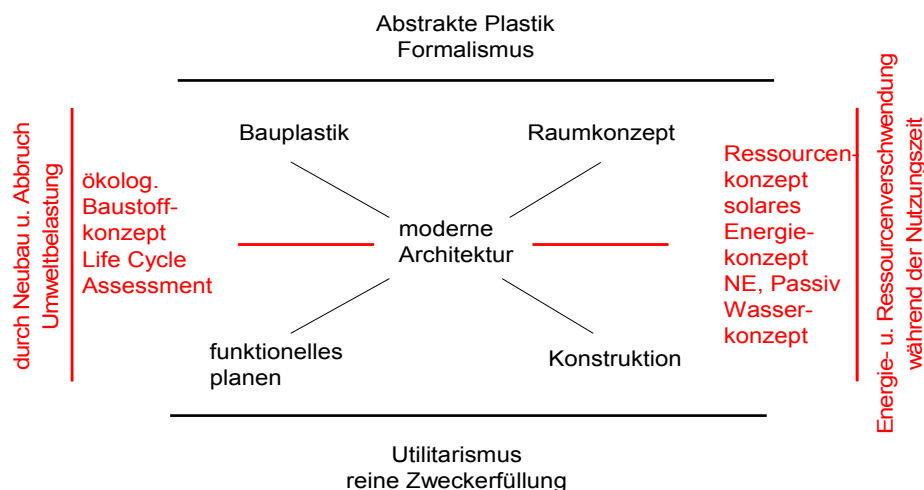 Abstrakte Plastik
Formalismus
durch Neubau u. Abbruch
Umweltbelastung
Bauplastik
Raumkonzept
ökolog.
Baustoff-
konzept
Life Cycle
Assessment
moderne
Architektur
Ressourcen-
konzept
solares
Energie-
konzept
NE, Passiv
Wasser-
konzept
Energie- u. Ressourcenverschwendung
während der Nutzungszeit
funktionelles
planen
Konstruktion
Utilitarismus
reine Zweckerfüllung